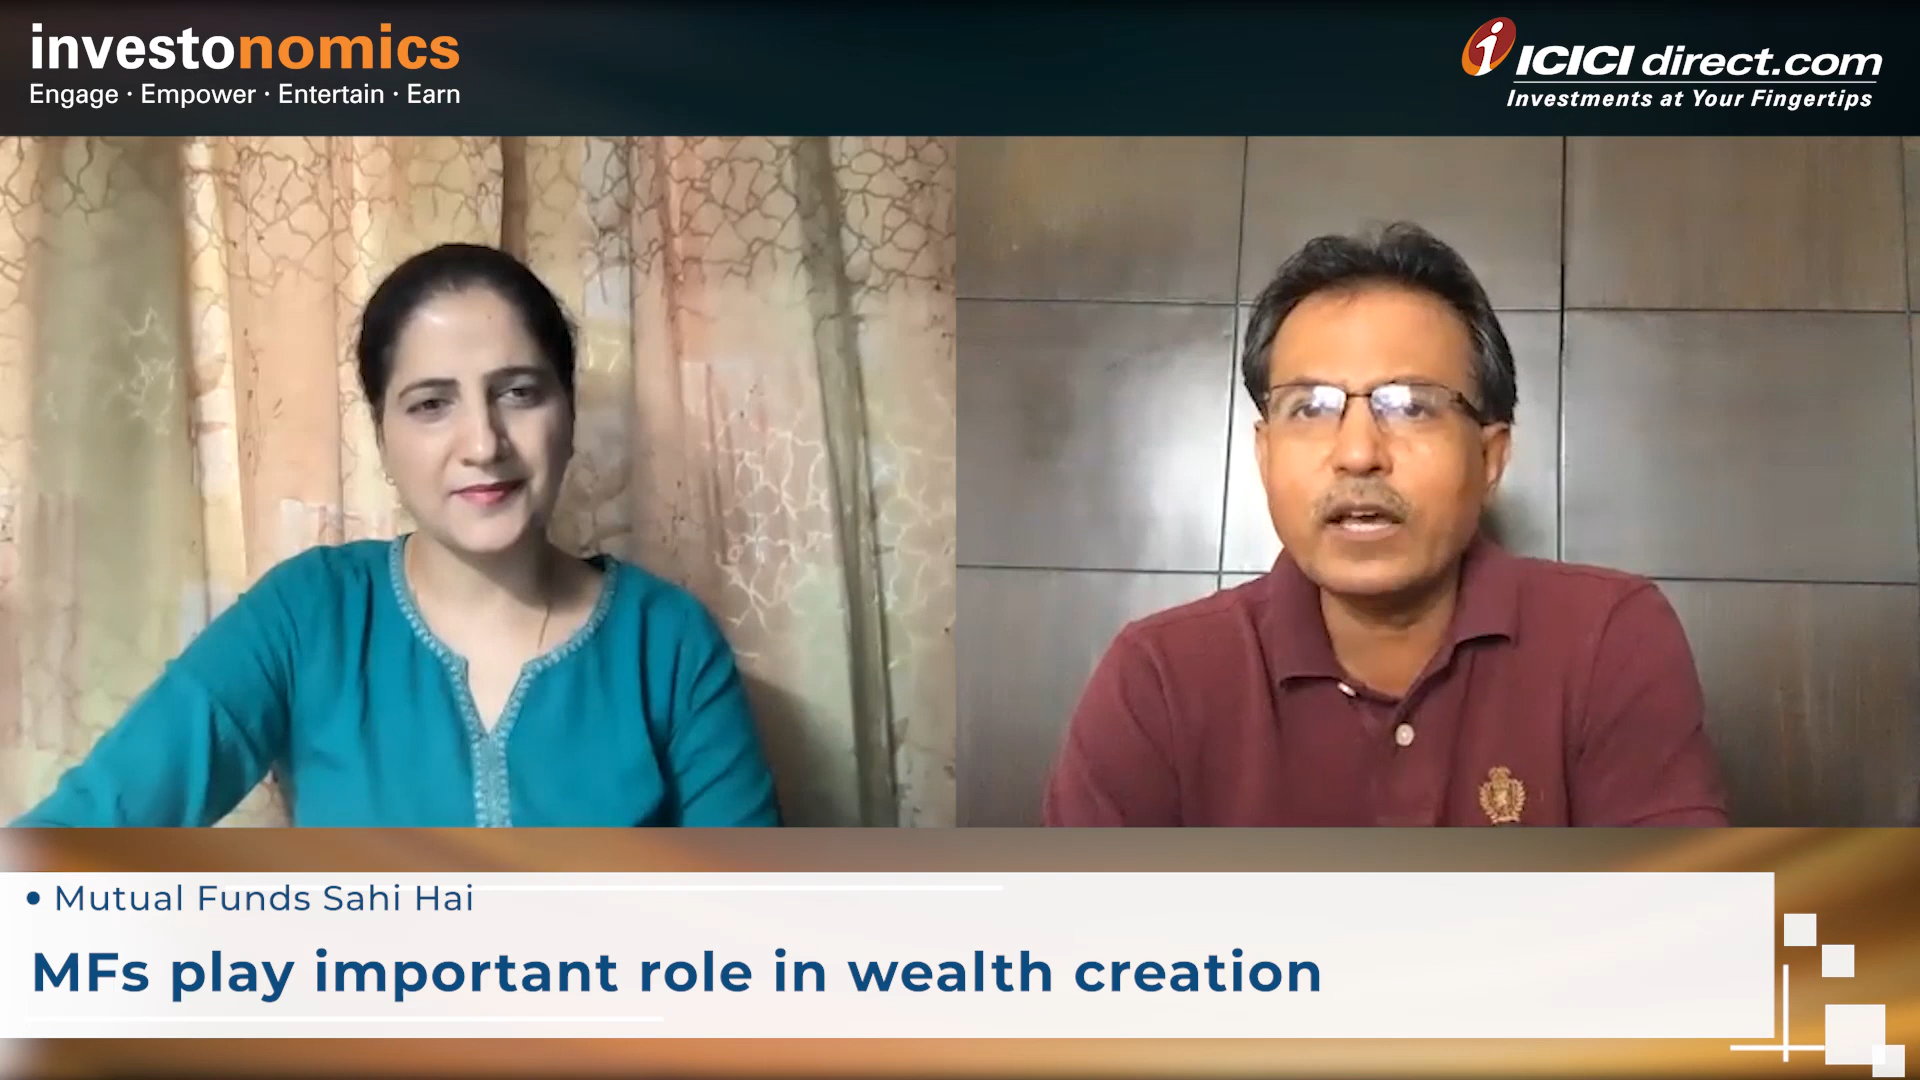 investonomics
Engage · Empower · Entertain · Earn
ICICI direct.com
Investments at Your Fingertips
• Mutual Funds Sahi Hai
MFs play important role in wealth creation